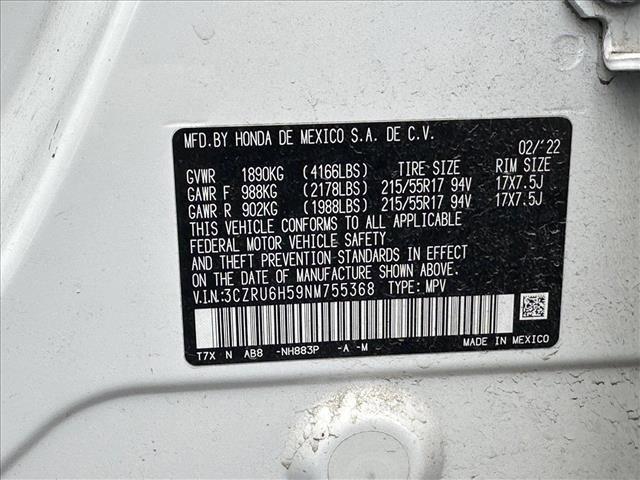 MFD.BY HONDA DE MEXICO S.A. DE C.V.
02/'22
GVWR 1890KG (4166LBS) TIRE SIZE RIM SIZE
GAWR F 988KG (2178LBS) 215/55R17 94V 17X7.5J
GAWR R 902KG (1988LBS) 215/55R17 94V 17X7.5J
THIS VEHICLE CONFORMS TO ALL APPLICABLE
FEDERAL MOTOR VEHICLE SAFETY
AND THEFT PREVENTION STANDARDS IN EFFECT
ON THE DATE OF MANUFACTURE SHOWN ABOVE.
V.I.N.:3CZRU6H59NM755368 TYPE: MPV
T7X N AB8 -NH883P -A -M MADE IN MEXICO